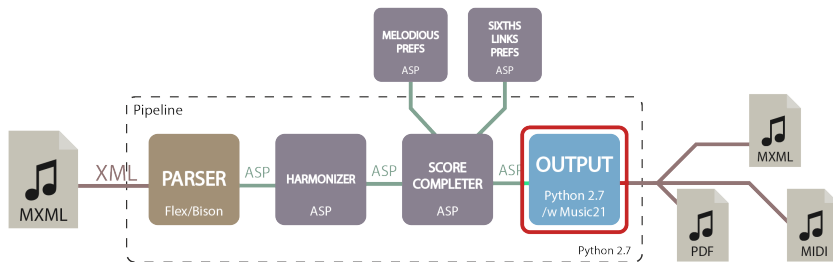 MELODIOUS
PREFS
ASP
SIXTHS
LINKS
PREFS
ASP
Pipeline
MXML
XML
PARSER
Flex/Bison
ASP
HARMONIZER
ASP
ASP
SCORE
COMPLETER
ASP
ASP
OUTPUT
Python 2.7
/w Music21
Python 2.7
MXML
PDF
MIDI